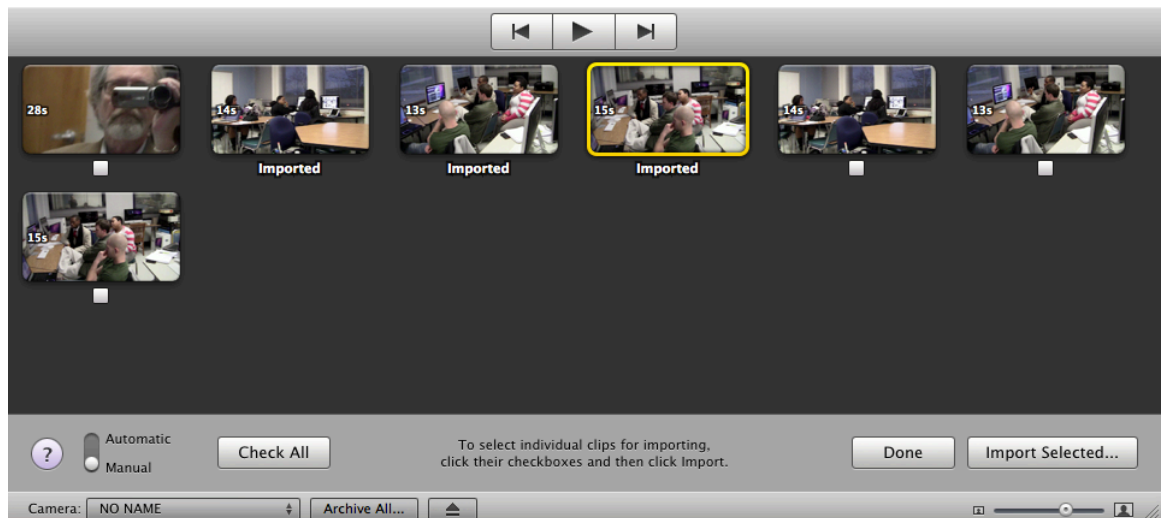 28s
14s
13s
15s
14s
13s
Imported
Imported
Imported
15s
Automatic
Manual
?
Check All
To select individual clips for importing,
click their checkboxes and then click Import.
Done
Import Selected...
Camera:
NO NAME
Archive All...